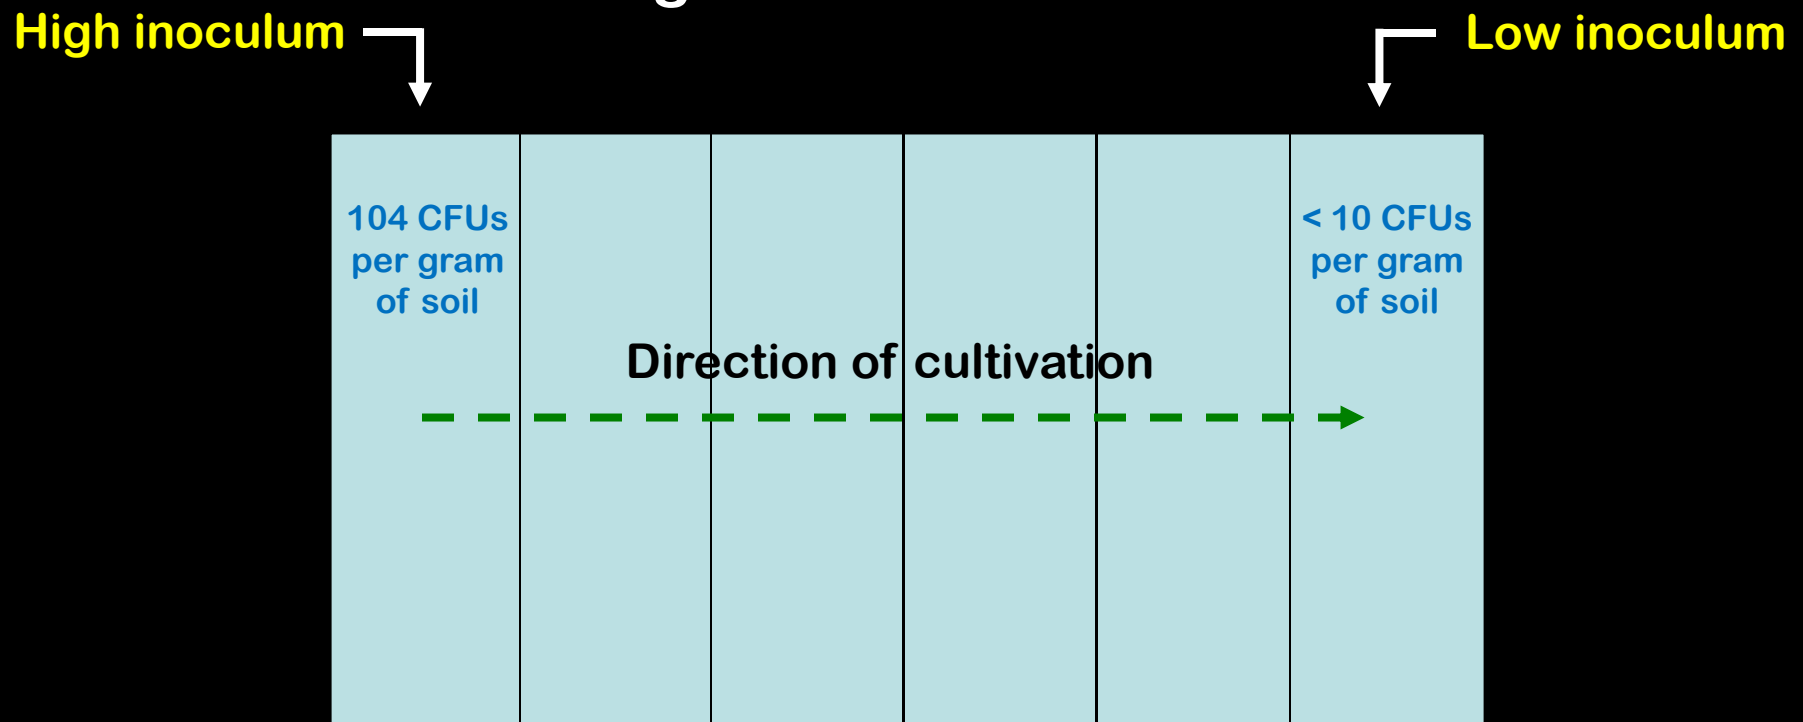 High inoculum
Low inoculum
104 CFUs
per gram
of soil
< 10 CFUs
per gram
of soil
Direction of cultivation